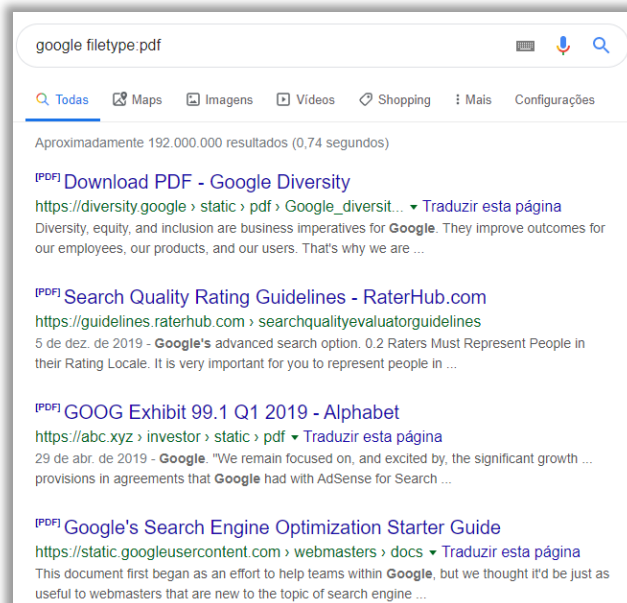 google filetype:pdf
Todas Maps Imagens Vídeos Shopping Mais Configurações
Aproximadamente 192.000.000 resultados (0,74 segundos)
[PDF] Download PDF - Google Diversity
https://diversity.google › static › pdf › Google_diversit... Traduzir esta página
Diversity, equity, and inclusion are business imperatives for Google. They improve outcomes for
our employees, our products, and our users. That's why we are ...
[PDF] Search Quality Rating Guidelines - RaterHub.com
https://guidelines.raterhub.com › searchqualityevaluatorguidelines
5 de dez. de 2019 - Google's advanced search option. 0.2 Raters Must Represent People in
their Rating Locale. It is very important for you to represent people in ...
[PDF] GOOG Exhibit 99.1 Q1 2019 - Alphabet
https://abc.xyz › investor › static › pdf Traduzir esta página
29 de abr. de 2019 - Google. "We remain focused on, and excited by, the significant growth ...
provisions in agreements that Google had with AdSense for Search ...
[PDF] Google's Search Engine Optimization Starter Guide
https://static.googleusercontent.com › webmasters › docs Traduzir esta página
This document first began as an effort to help teams within Google, but we thought it'd be just as
useful to webmasters that are new to the topic of search engine ...